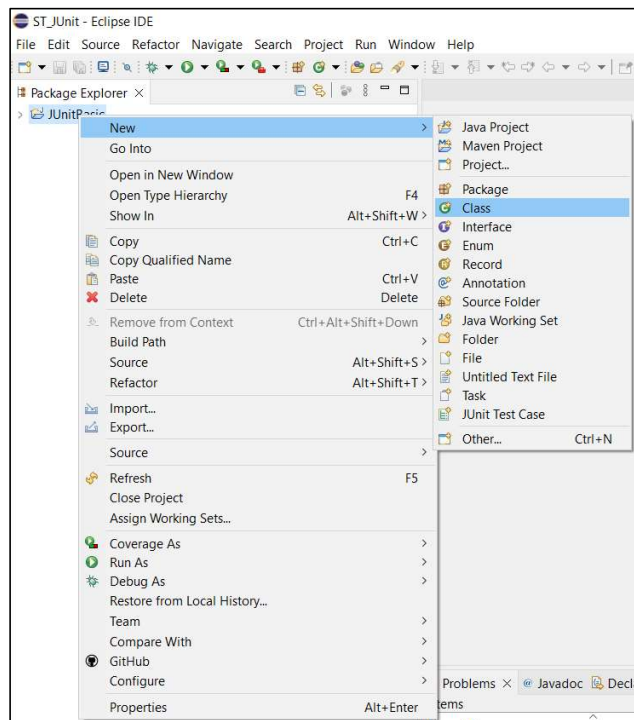 ST_JUnit - Eclipse IDE
File Edit Source Refactor Navigate Search Project Run Window Help
Package Explorer
New
Go Into
Open in New Window
Open Type Hierarchy F4
Show In Alt+Shift+W >
Copy Ctrl+C
Copy Qualified Name
Paste Ctrl+V
Delete Delete
Remove from Context Ctrl+Alt+Shift+Down
Build Path >
Source Alt+Shift+S >
Refactor Alt+Shift+T >
Import...
Export...
Source >
Refresh F5
Close Project
Assign Working Sets...
Coverage As >
Run As >
Debug As >
Restore from Local History...
Team >
Compare With >
GitHub >
Configure >
Properties Alt+Enter
Java Project
Maven Project
Project...
Package
Class
Interface
Enum
Record
Annotation
Source Folder
Java Working Set
Folder
File
Untitled Text File
Task
JUnit Test Case
Other... Ctrl+N
Problems × @ Javadoc Decl
tems